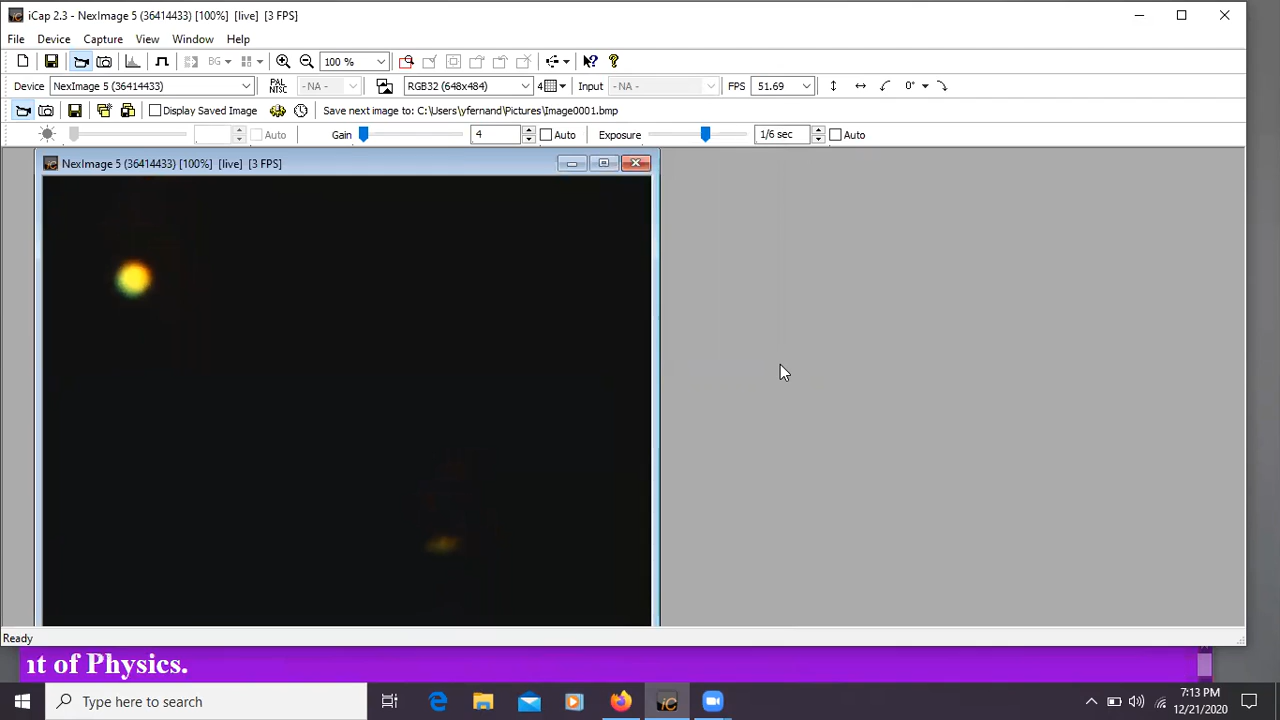 iCap 2.3 - NexImage 5 (36414433) [100%] [live] [3 FPS]
File Device Capture View Window Help
BG 100 %
Device NexImage 5 (36414433) PAL NTSC - NA - RGB32 (648x484) 4 Input - NA - FPS 51.69 0°
Display Saved Image Save next image to: C:\Users\yfernand\Pictures\Image0001.bmp
Auto Gain 4 Auto Exposure 1/6 sec Auto
iC NexImage 5 (36414433) [100%] [live] [3 FPS]
Ready
nt of Physics.
Type here to search iC 7:13 PM
12/21/2020